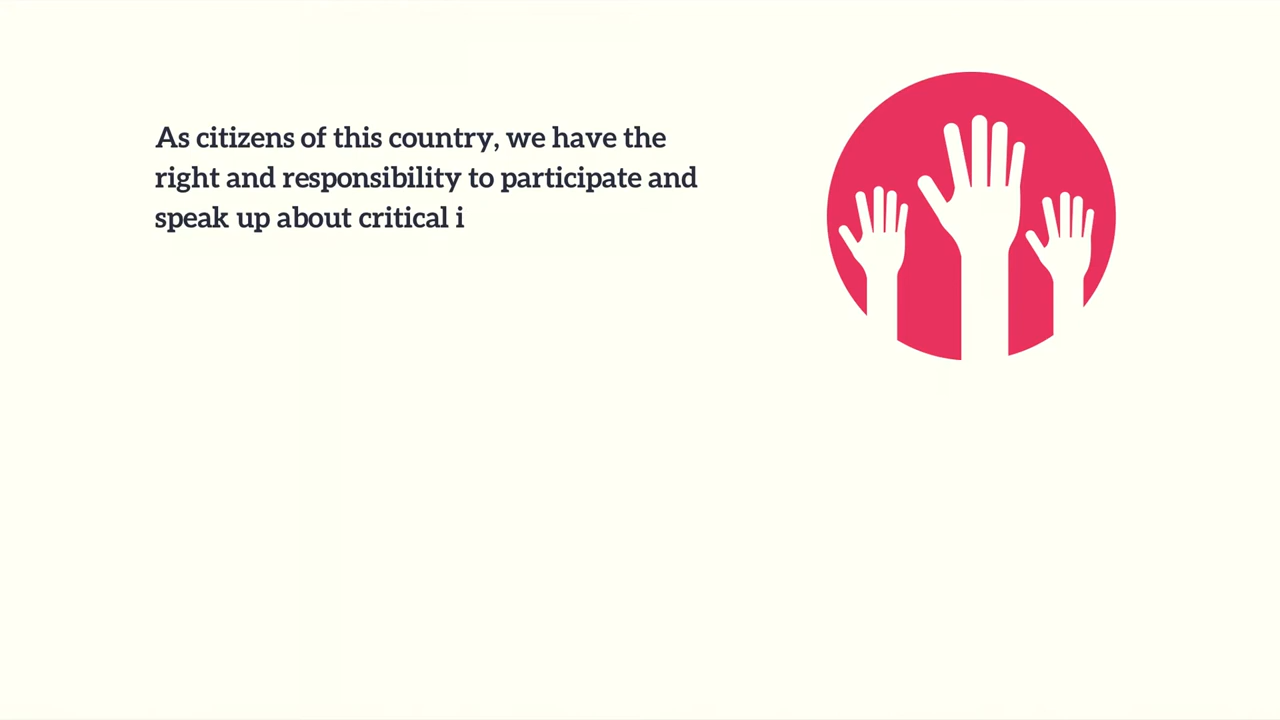 As citizens of this country, we have the
right and responsibility to participate and
speak up about critical i